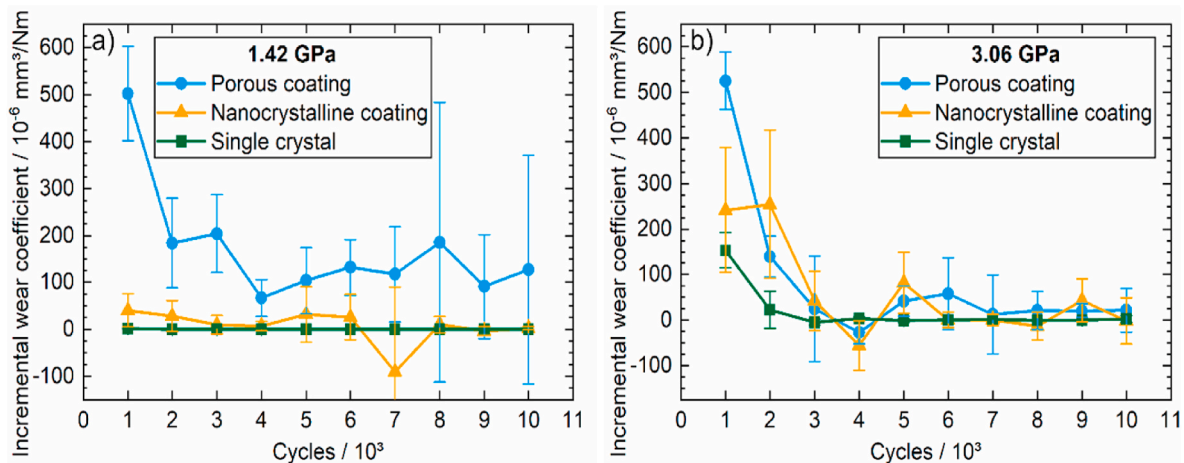 a)
1.42 GPa
Porous coating
Nanocrystalline coating
Single crystal
Incremental wear coefficient / 10⁻⁶ mm³/Nm
600
500
400
300
200
100
0
-100
0 1 2 3 4 5 6 7 8 9 10 11
Cycles / 10³
b)
3.06 GPa
Porous coating
Nanocrystalline coating
Single crystal
Incremental wear coefficient / 10⁻⁶ mm³/Nm
600
500
400
300
200
100
0
-100
0 1 2 3 4 5 6 7 8 9 10 11
Cycles / 10³